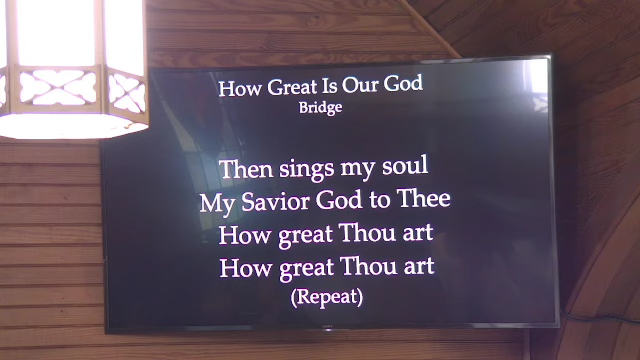 How Great Is Our God
Bridge
Then sings my soul
My Savior God to Thee
How great Thou art
How great Thou art
(Repeat)